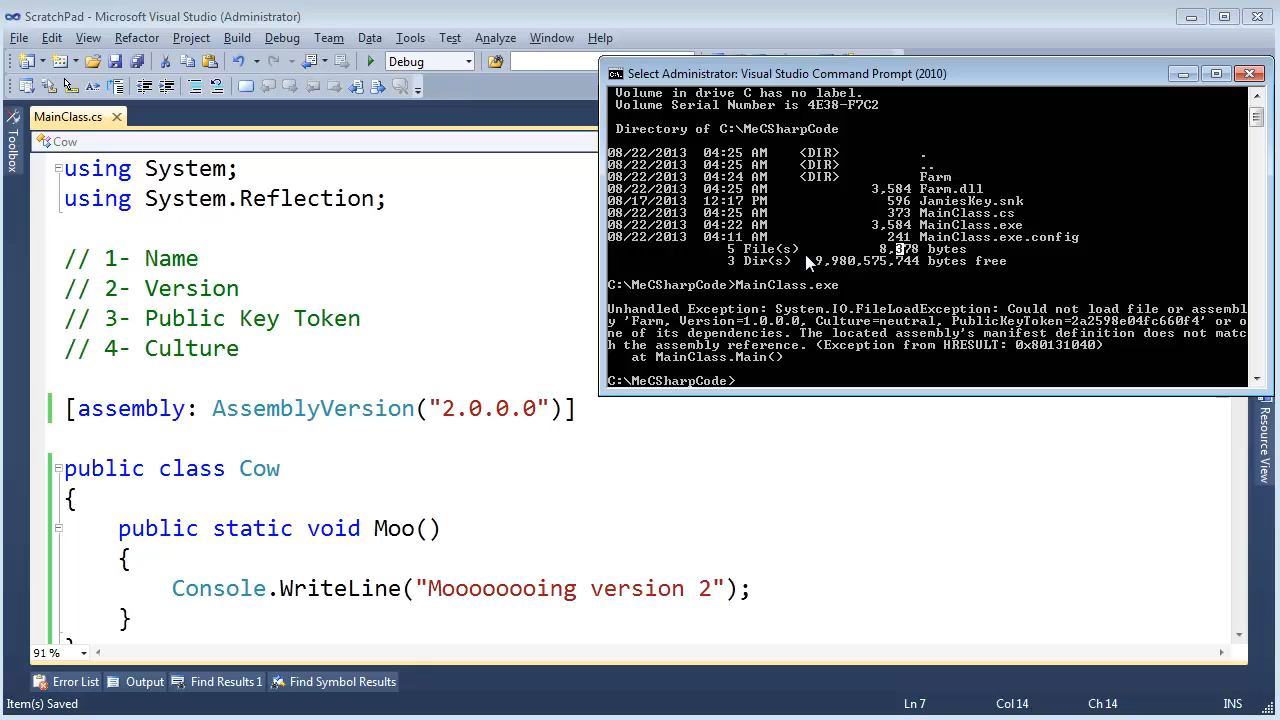 ScratchPad - Microsoft Visual Studio (Administrator)
File Edit View Refactor Project Build Debug Team Data Tools Test Analyze Window Help
Debug
MainClass.cs
Cow
Toolbox
using System;
using System.Reflection;
// 1- Name
// 2- Version
// 3- Public Key Token
// 4- Culture
[assembly: AssemblyVersion("2.0.0.0")]
public class Cow
{
public static void Moo()
{
Console.WriteLine("Moooooooing version 2");
}
91 %
Select Administrator: Visual Studio Command Prompt (2010)
Volume in drive C has no label.
Volume Serial Number is 4E38-F7C2
Directory of C:\MeCSharpCode
08/22/2013 04:25 AM <DIR> .
08/22/2013 04:25 AM <DIR> ..
08/22/2013 04:24 AM <DIR> Farm
08/22/2013 04:25 AM 3,584 Farm.dll
08/17/2013 12:17 PM 596 JamiesKey.snk
08/22/2013 04:25 AM 373 MainClass.cs
08/22/2013 04:22 AM 3,584 MainClass.exe
08/22/2013 04:11 AM 241 MainClass.exe.config
5 File(s) 8,378 bytes
3 Dir(s) 9,980,575,744 bytes free
C:\MeCSharpCode>MainClass.exe
Unhandled Exception: System.IO.FileLoadException: Could not load file or assembl
y 'Farm, Version=1.0.0.0, Culture=neutral, PublicKeyToken=2a2598e04fc660f4' or o
ne of its dependencies. The located assembly's manifest definition does not matc
h the assembly reference. (Exception from HRESULT: 0x80131040)
at MainClass.Main()
C:\MeCSharpCode>
Resource View
Error List Output Find Results 1 Find Symbol Results
Item(s) Saved Ln 7 Col 14 Ch 14 INS